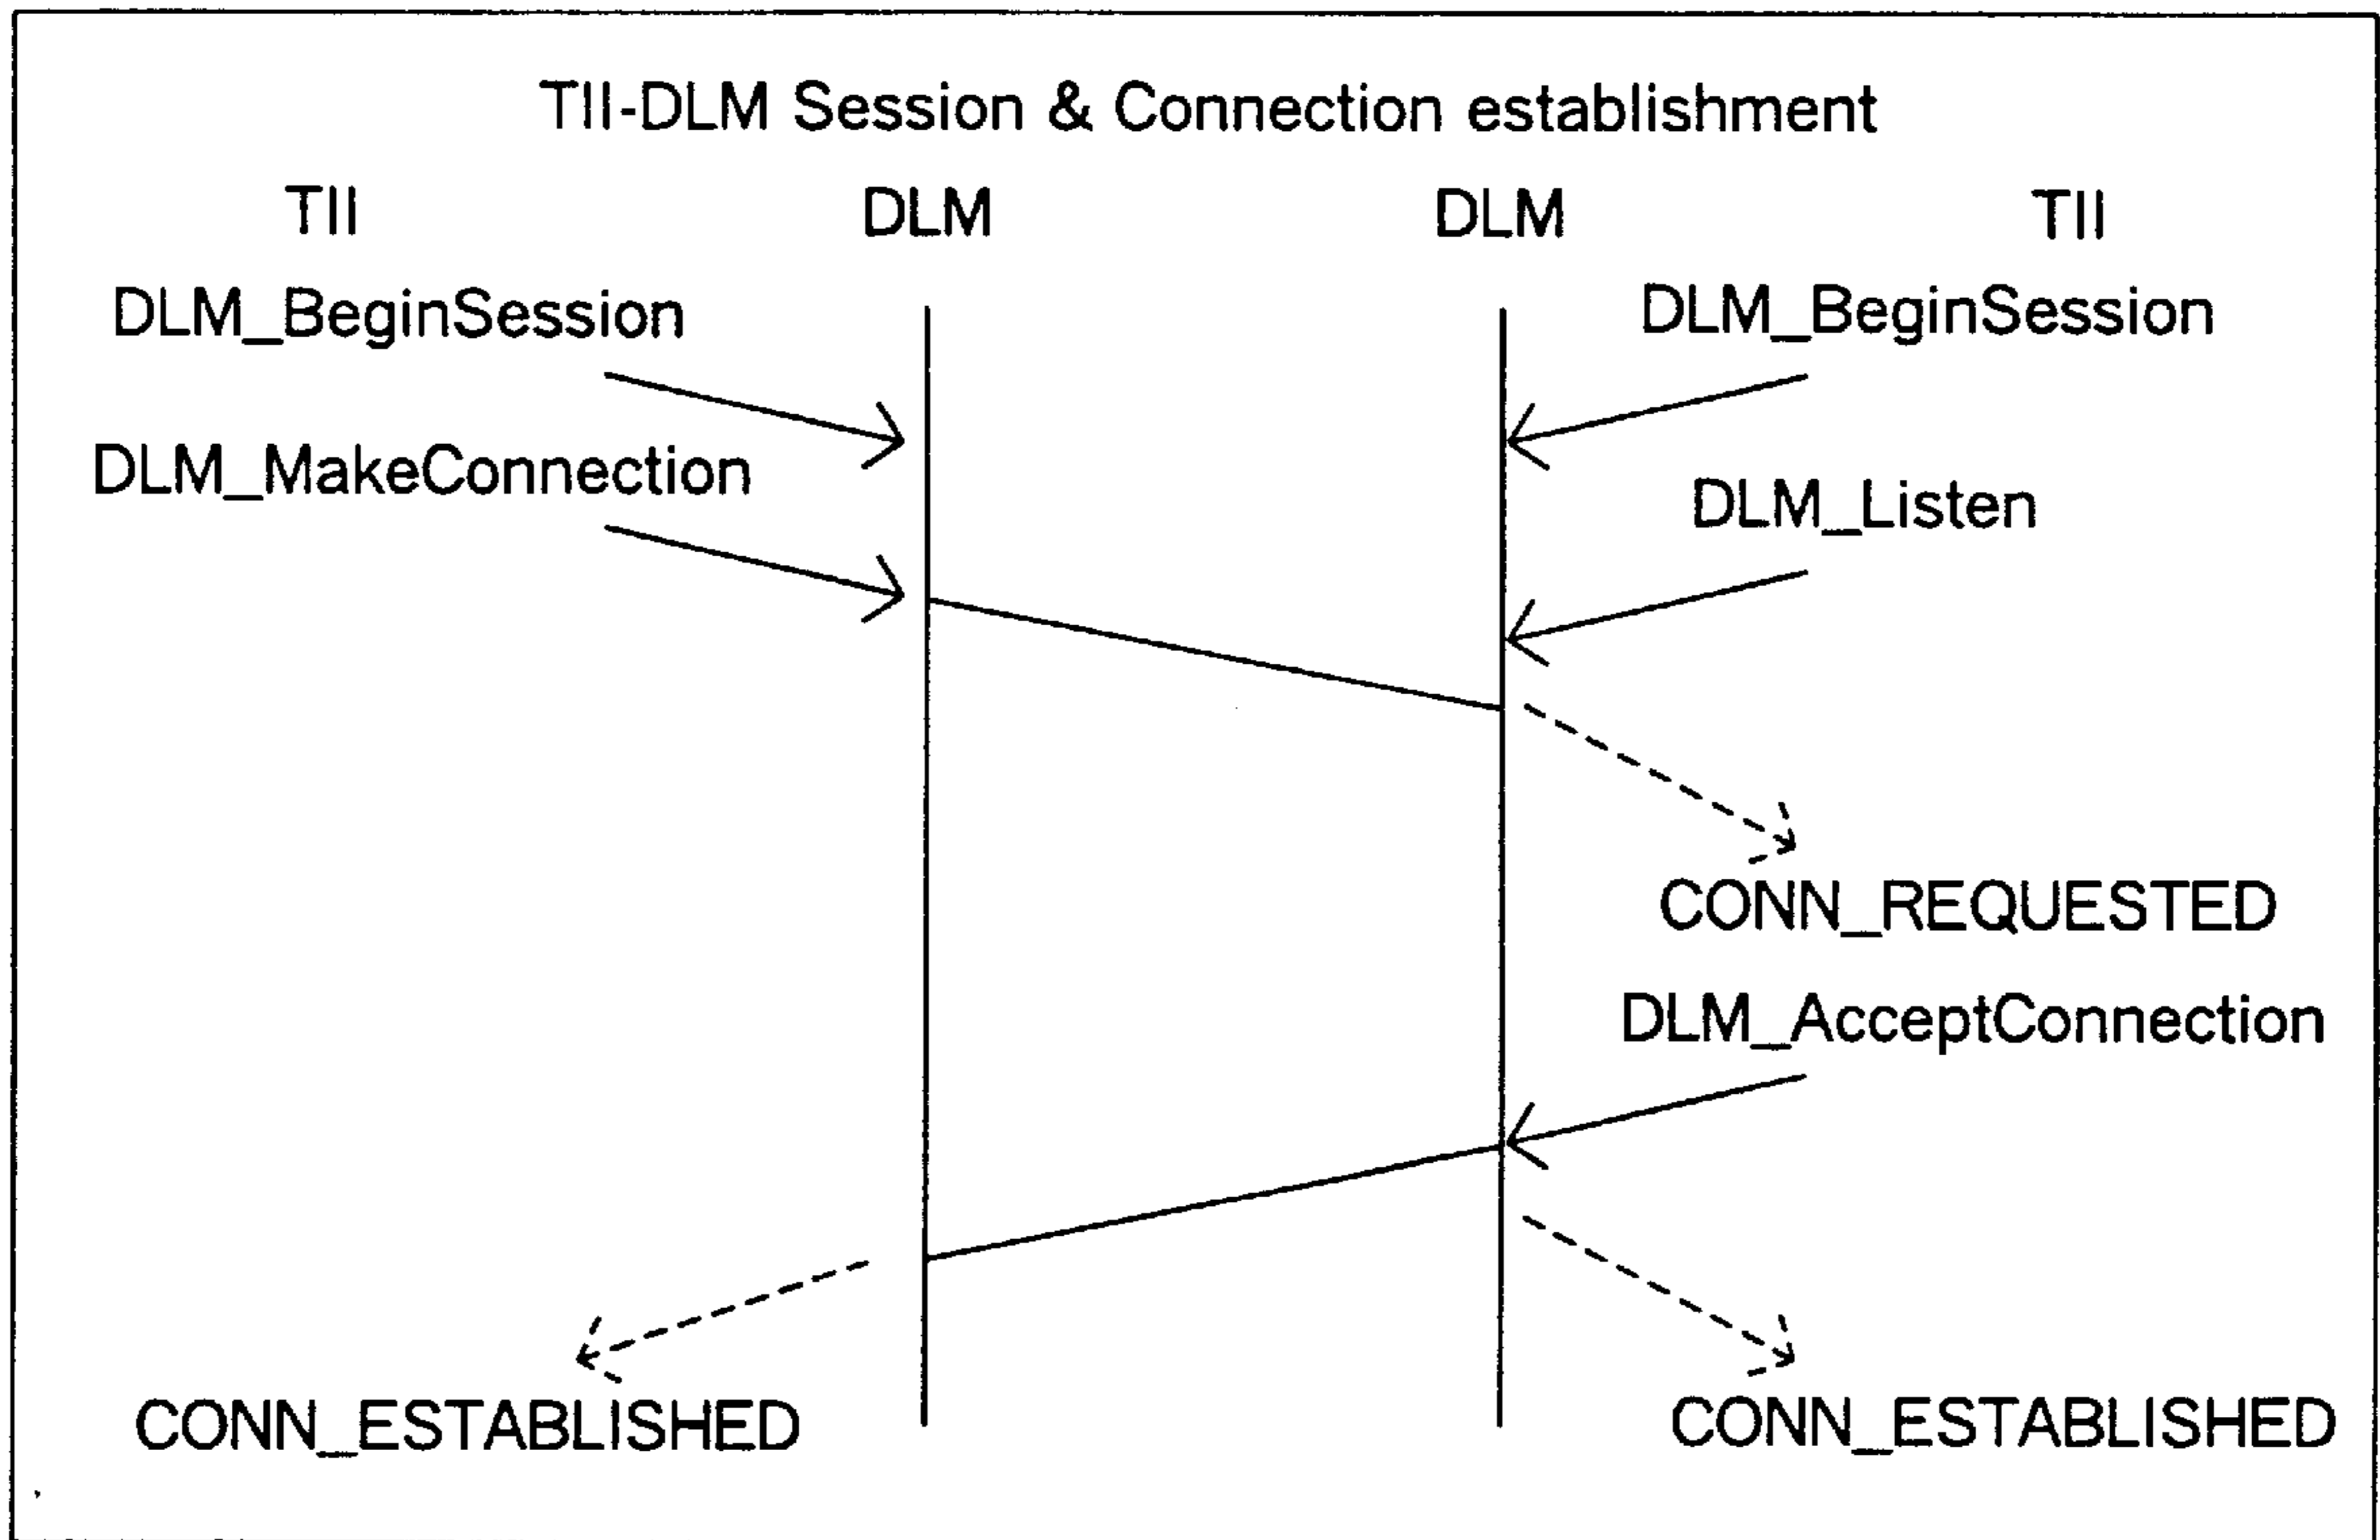 TII-DLM Session & Connection establishment
TII DLM DLM TII
DLM_BeginSession DLM_BeginSession
DLM_MakeConnection
DLM_Listen
CONN_REQUESTED
DLM_AcceptConnection
CONN_ESTABLISHED CONN_ESTABLISHED